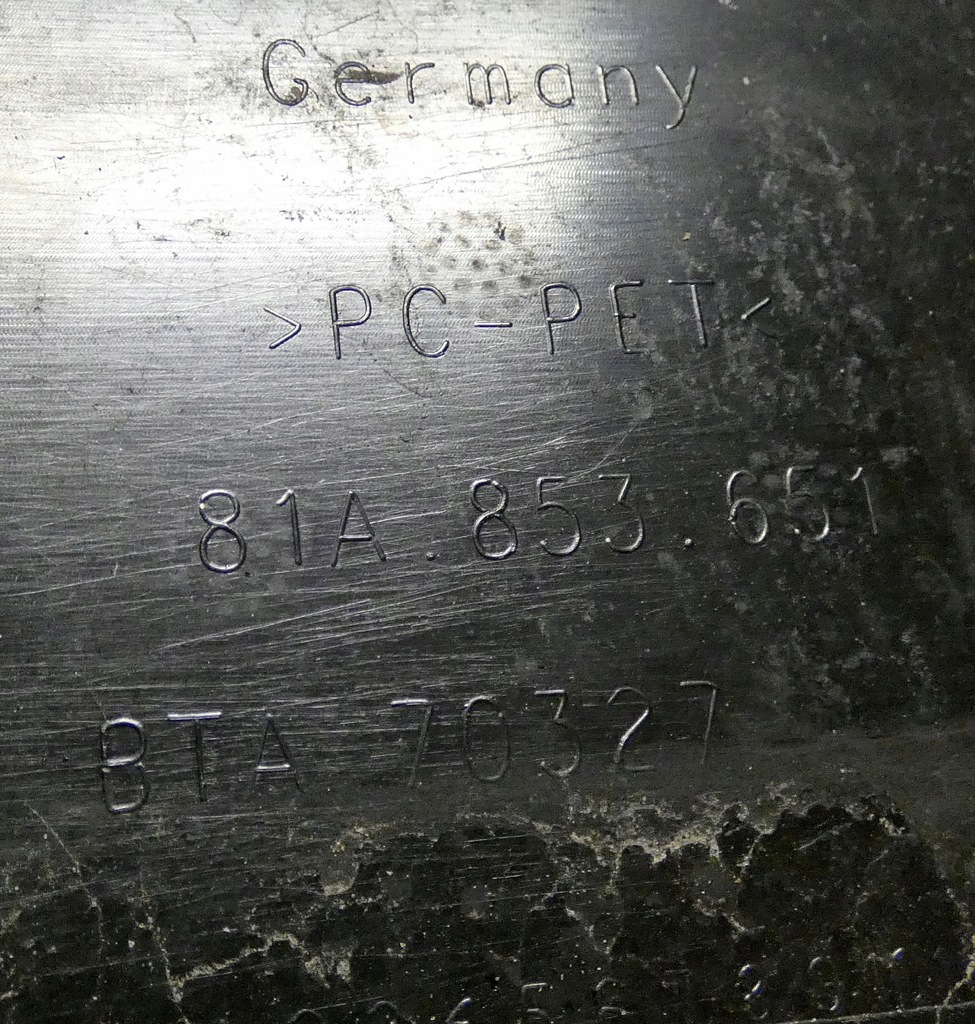 Germany
>PC-PET<
81A.853.651
BTA 70327